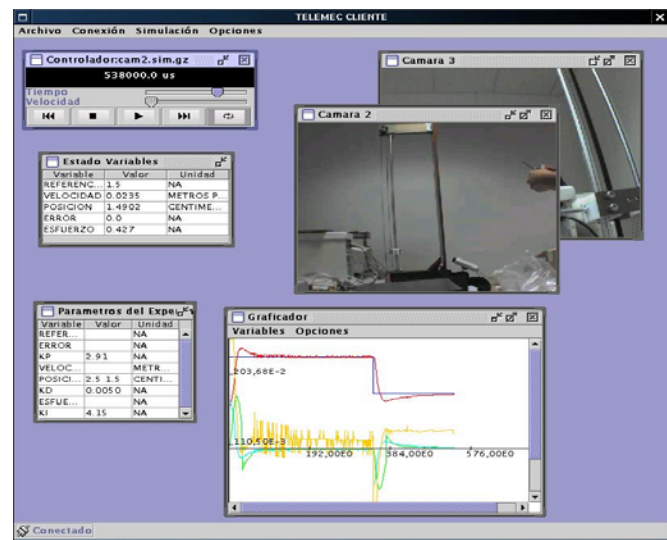 TELEMEC CLIENTE
Archivo Conexión Simulación Opciones
Controlador:cam2.sim.gz
538000.0 us
Tiempo
Velocidad
Camara 3
Camara 2
Estado Variables
Variable Valor Unidad
REFERENC... 1.5 NA
VELOCIDAD 0.0235 METROS P...
POSICION 1.4902 CENTIME...
ERROR 0.0 NA
ESFUERZO 0.427 NA
Parametros del Expe
Variable Valor Unidad
REFER... NA
ERROR NA
KP 2.91 NA
VELOC... METR...
POSICI... 2.5 1.5 CENTI...
KD 0.0050 NA
ESFUE... NA
KI 4.15 NA
Graficador
Variables Opciones
203,68E-2
110,50E-3
192,00E0 384,00E0 576,00E0
Conectado